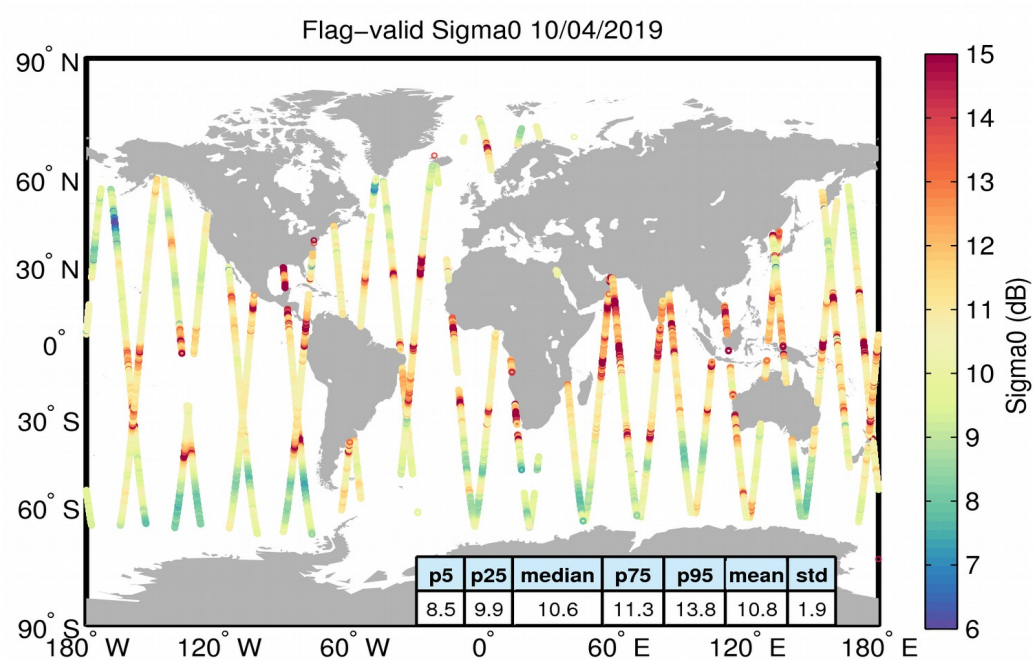 Flag−valid Sigma0 10/04/2019
90° N
60° N
30° N
0°
30° S
60° S
90° S
180° W
120° W
60° W
0
60° E
120° E
180° E
p5 p25 median p75 p95 mean std
8.5 9.9 10.6 11.3 13.8 10.8 1.9
15
14
13
12
11
10
9
8
7
6
Sigma0 (dB)